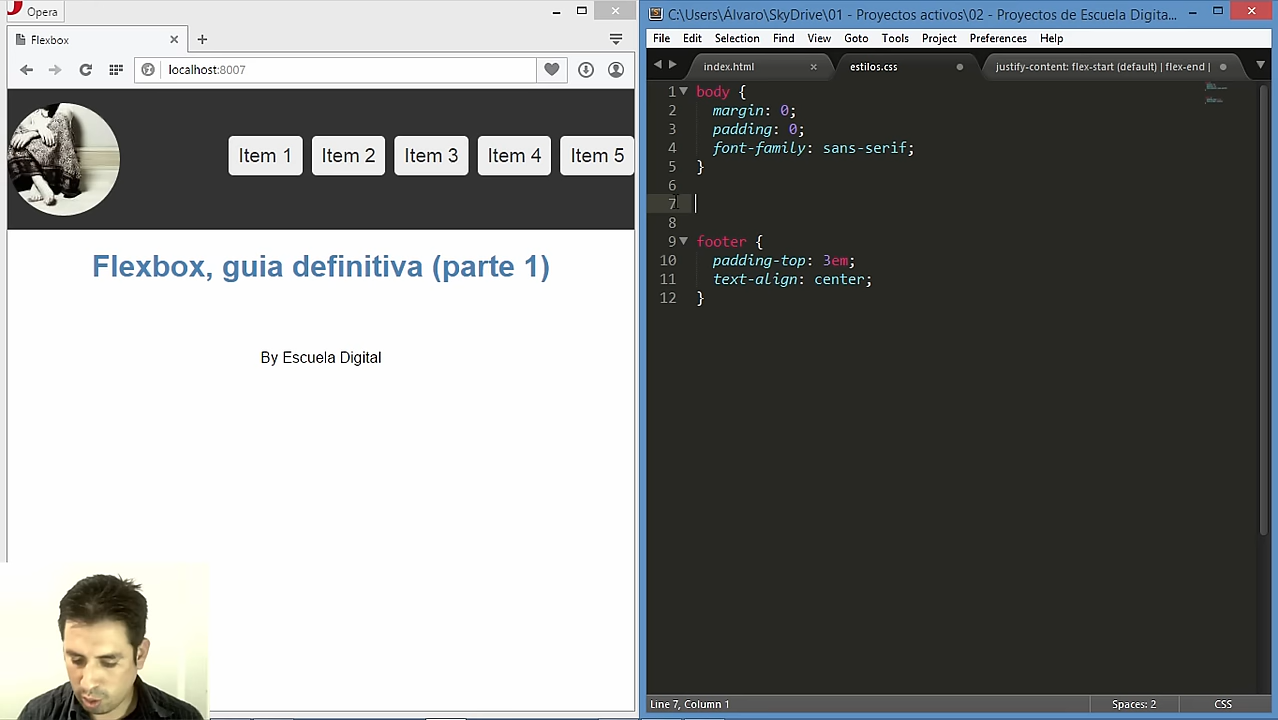 Opera
Flexbox
localhost:8007
Item 1 Item 2 Item 3 Item 4 Item 5
Flexbox, guia definitiva (parte 1)
By Escuela Digital
C:\Users\Álvaro\SkyDrive\01 - Proyectos activos\02 - Proyectos de Escuela Digita...
File Edit Selection Find View Goto Tools Project Preferences Help
index.html estilos.css justify-content: flex-start (default) | flex-end |
1 body {
2 margin: 0;
3 padding: 0;
4 font-family: sans-serif;
5 }
6
7
8
9 footer {
10 padding-top: 3em;
11 text-align: center;
12 }
Line 7, Column 1 Spaces: 2 CSS